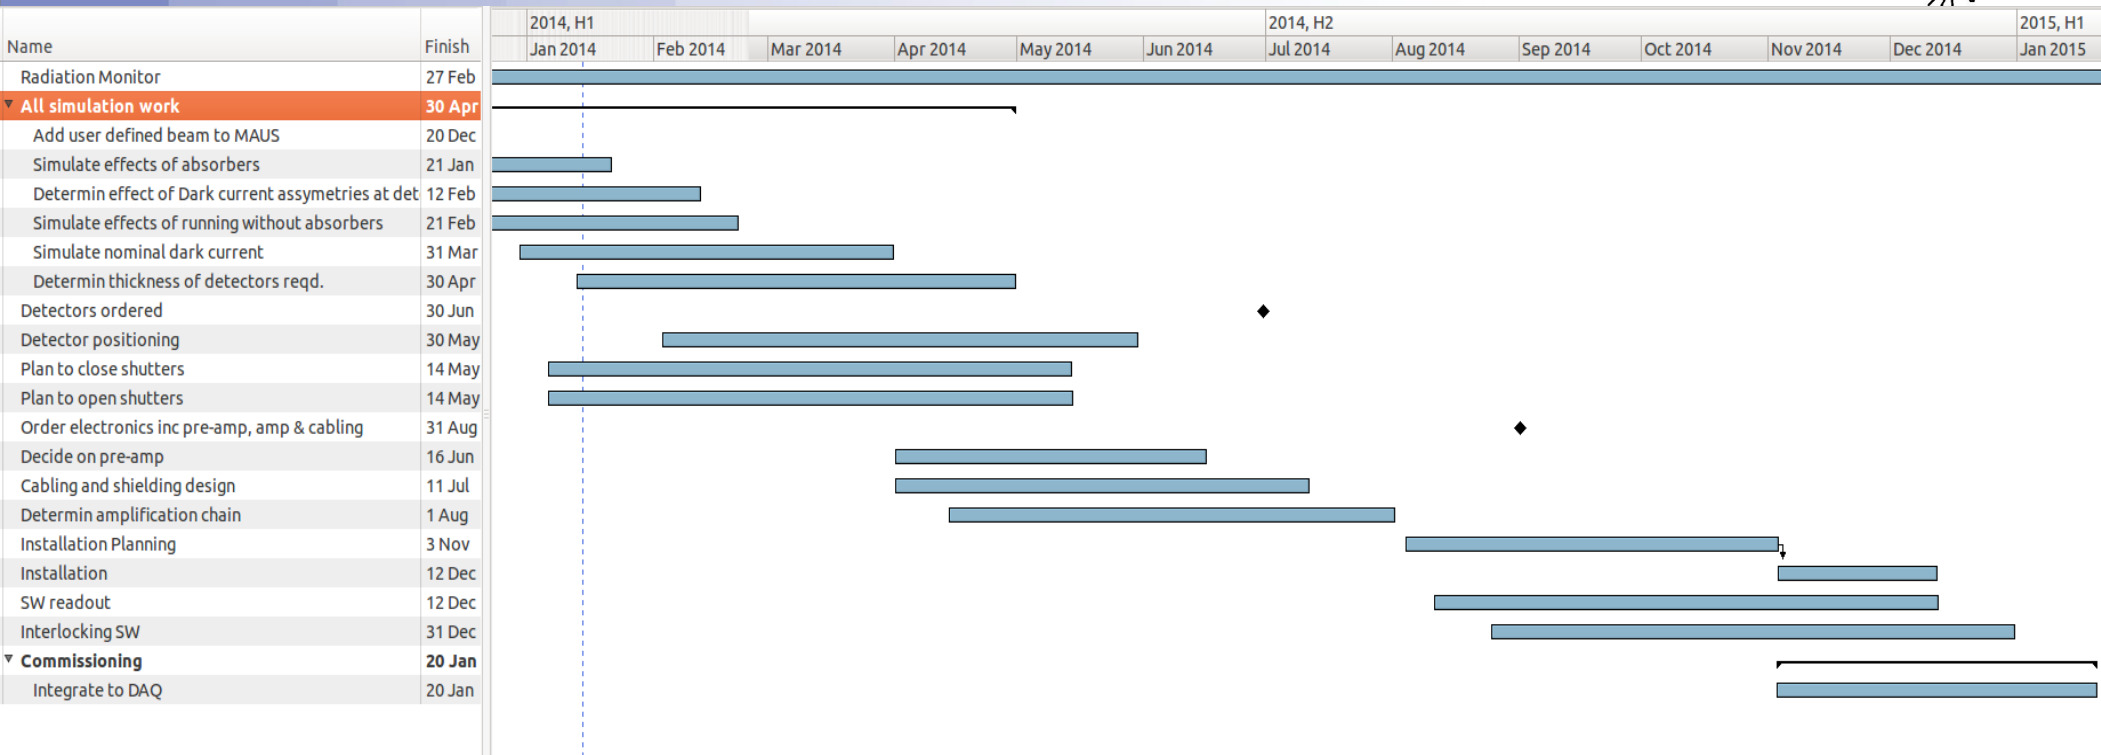 2014, H1 2014, H2 2015, H1
Name Finish Jan 2014 Feb 2014 Mar 2014 Apr 2014 May 2014 Jun 2014 Jul 2014 Aug 2014 Sep 2014 Oct 2014 Nov 2014 Dec 2014 Jan 2015
Radiation Monitor 27 Feb
All simulation work 30 Apr
Add user defined beam to MAUS 20 Dec
Simulate effects of absorbers 21 Jan
Determin effect of Dark current assymetries at det 12 Feb
Simulate effects of running without absorbers 21 Feb
Simulate nominal dark current 31 Mar
Determin thickness of detectors reqd. 30 Apr
Detectors ordered 30 Jun
Detector positioning 30 May
Plan to close shutters 14 May
Plan to open shutters 14 May
Order electronics inc pre-amp, amp & cabling 31 Aug
Decide on pre-amp 16 Jun
Cabling and shielding design 11 Jul
Determin amplification chain 1 Aug
Installation Planning 3 Nov
Installation 12 Dec
SW readout 12 Dec
Interlocking SW 31 Dec
Commissioning 20 Jan
Integrate to DAQ 20 Jan